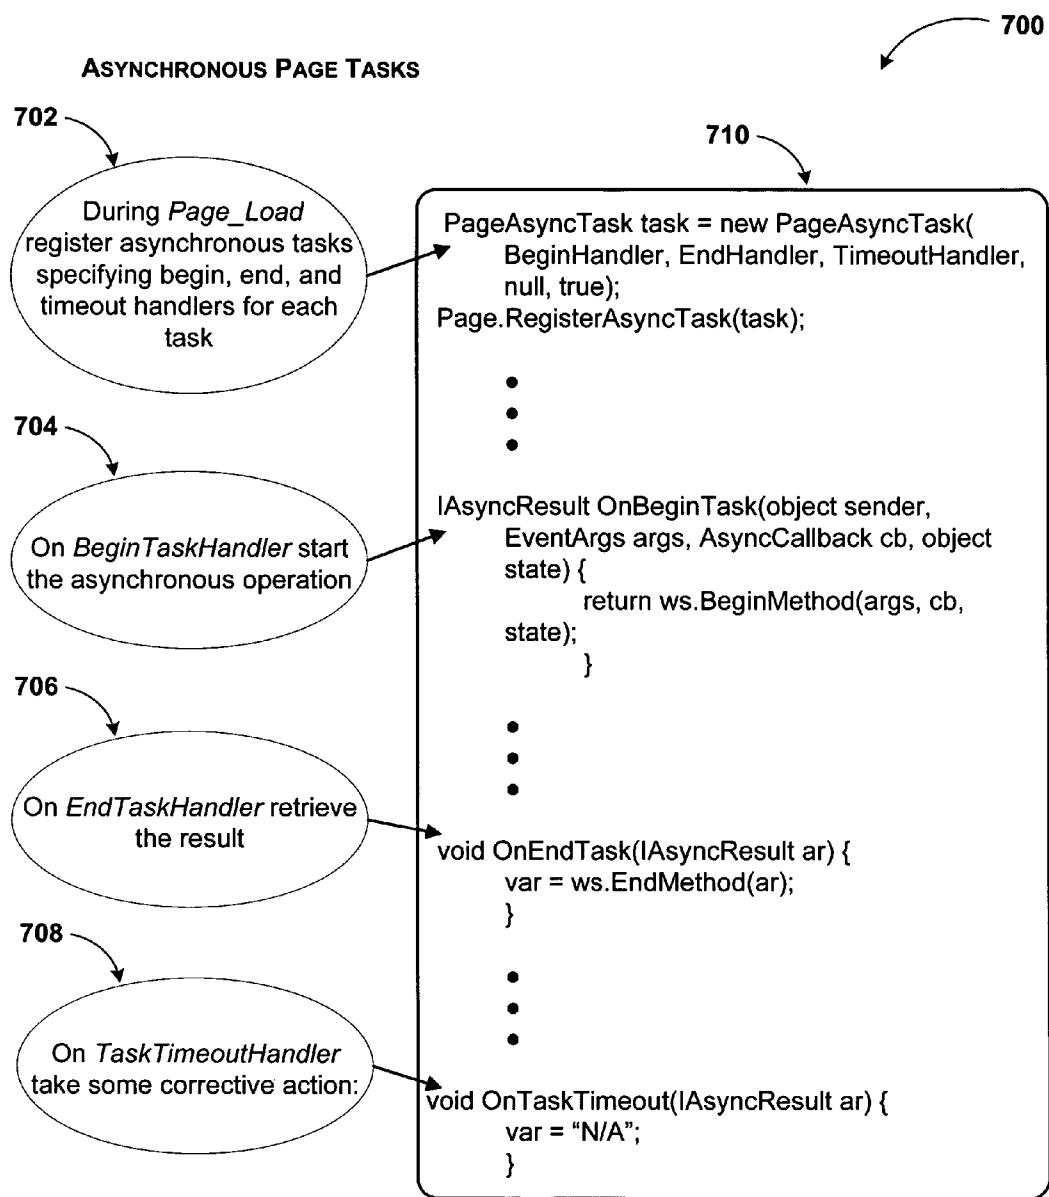 700
ASYNCHRONOUS PAGE TASKS
702
During Page_Load
register asynchronous tasks
specifying begin, end, and
timeout handlers for each
task
704
On BeginTaskHandler start
the asynchronous operation
706
On EndTaskHandler retrieve
the result
708
On TaskTimeoutHandler
take some corrective action:
710
PageAsyncTask task = new PageAsyncTask(
BeginHandler, EndHandler, TimeoutHandler,
null, true);
Page.RegisterAsyncTask(task);
IAsyncResult OnBeginTask(object sender,
EventArgs args, AsyncCallback cb, object
state) {
return ws.BeginMethod(args, cb,
state);
}
void OnEndTask(IAsyncResult ar) {
var = ws.EndMethod(ar);
}
void OnTaskTimeout(IAsyncResult ar) {
var = “N/A”;
}